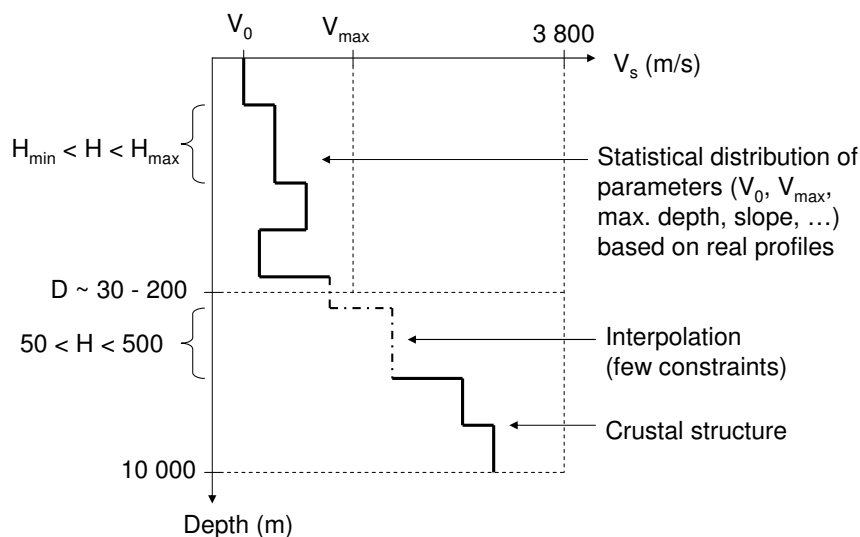 V₀
Vₘₐₓ
3 800
Vₛ (m/s)
Hₘᵢₙ < H < Hₘₐₓ
Statistical distribution of
parameters (V₀, Vₘₐₓ,
max. depth, slope, …)
based on real profiles
D ~ 30 - 200
50 < H < 500
Interpolation
(few constraints)
Crustal structure
10 000
Depth (m)